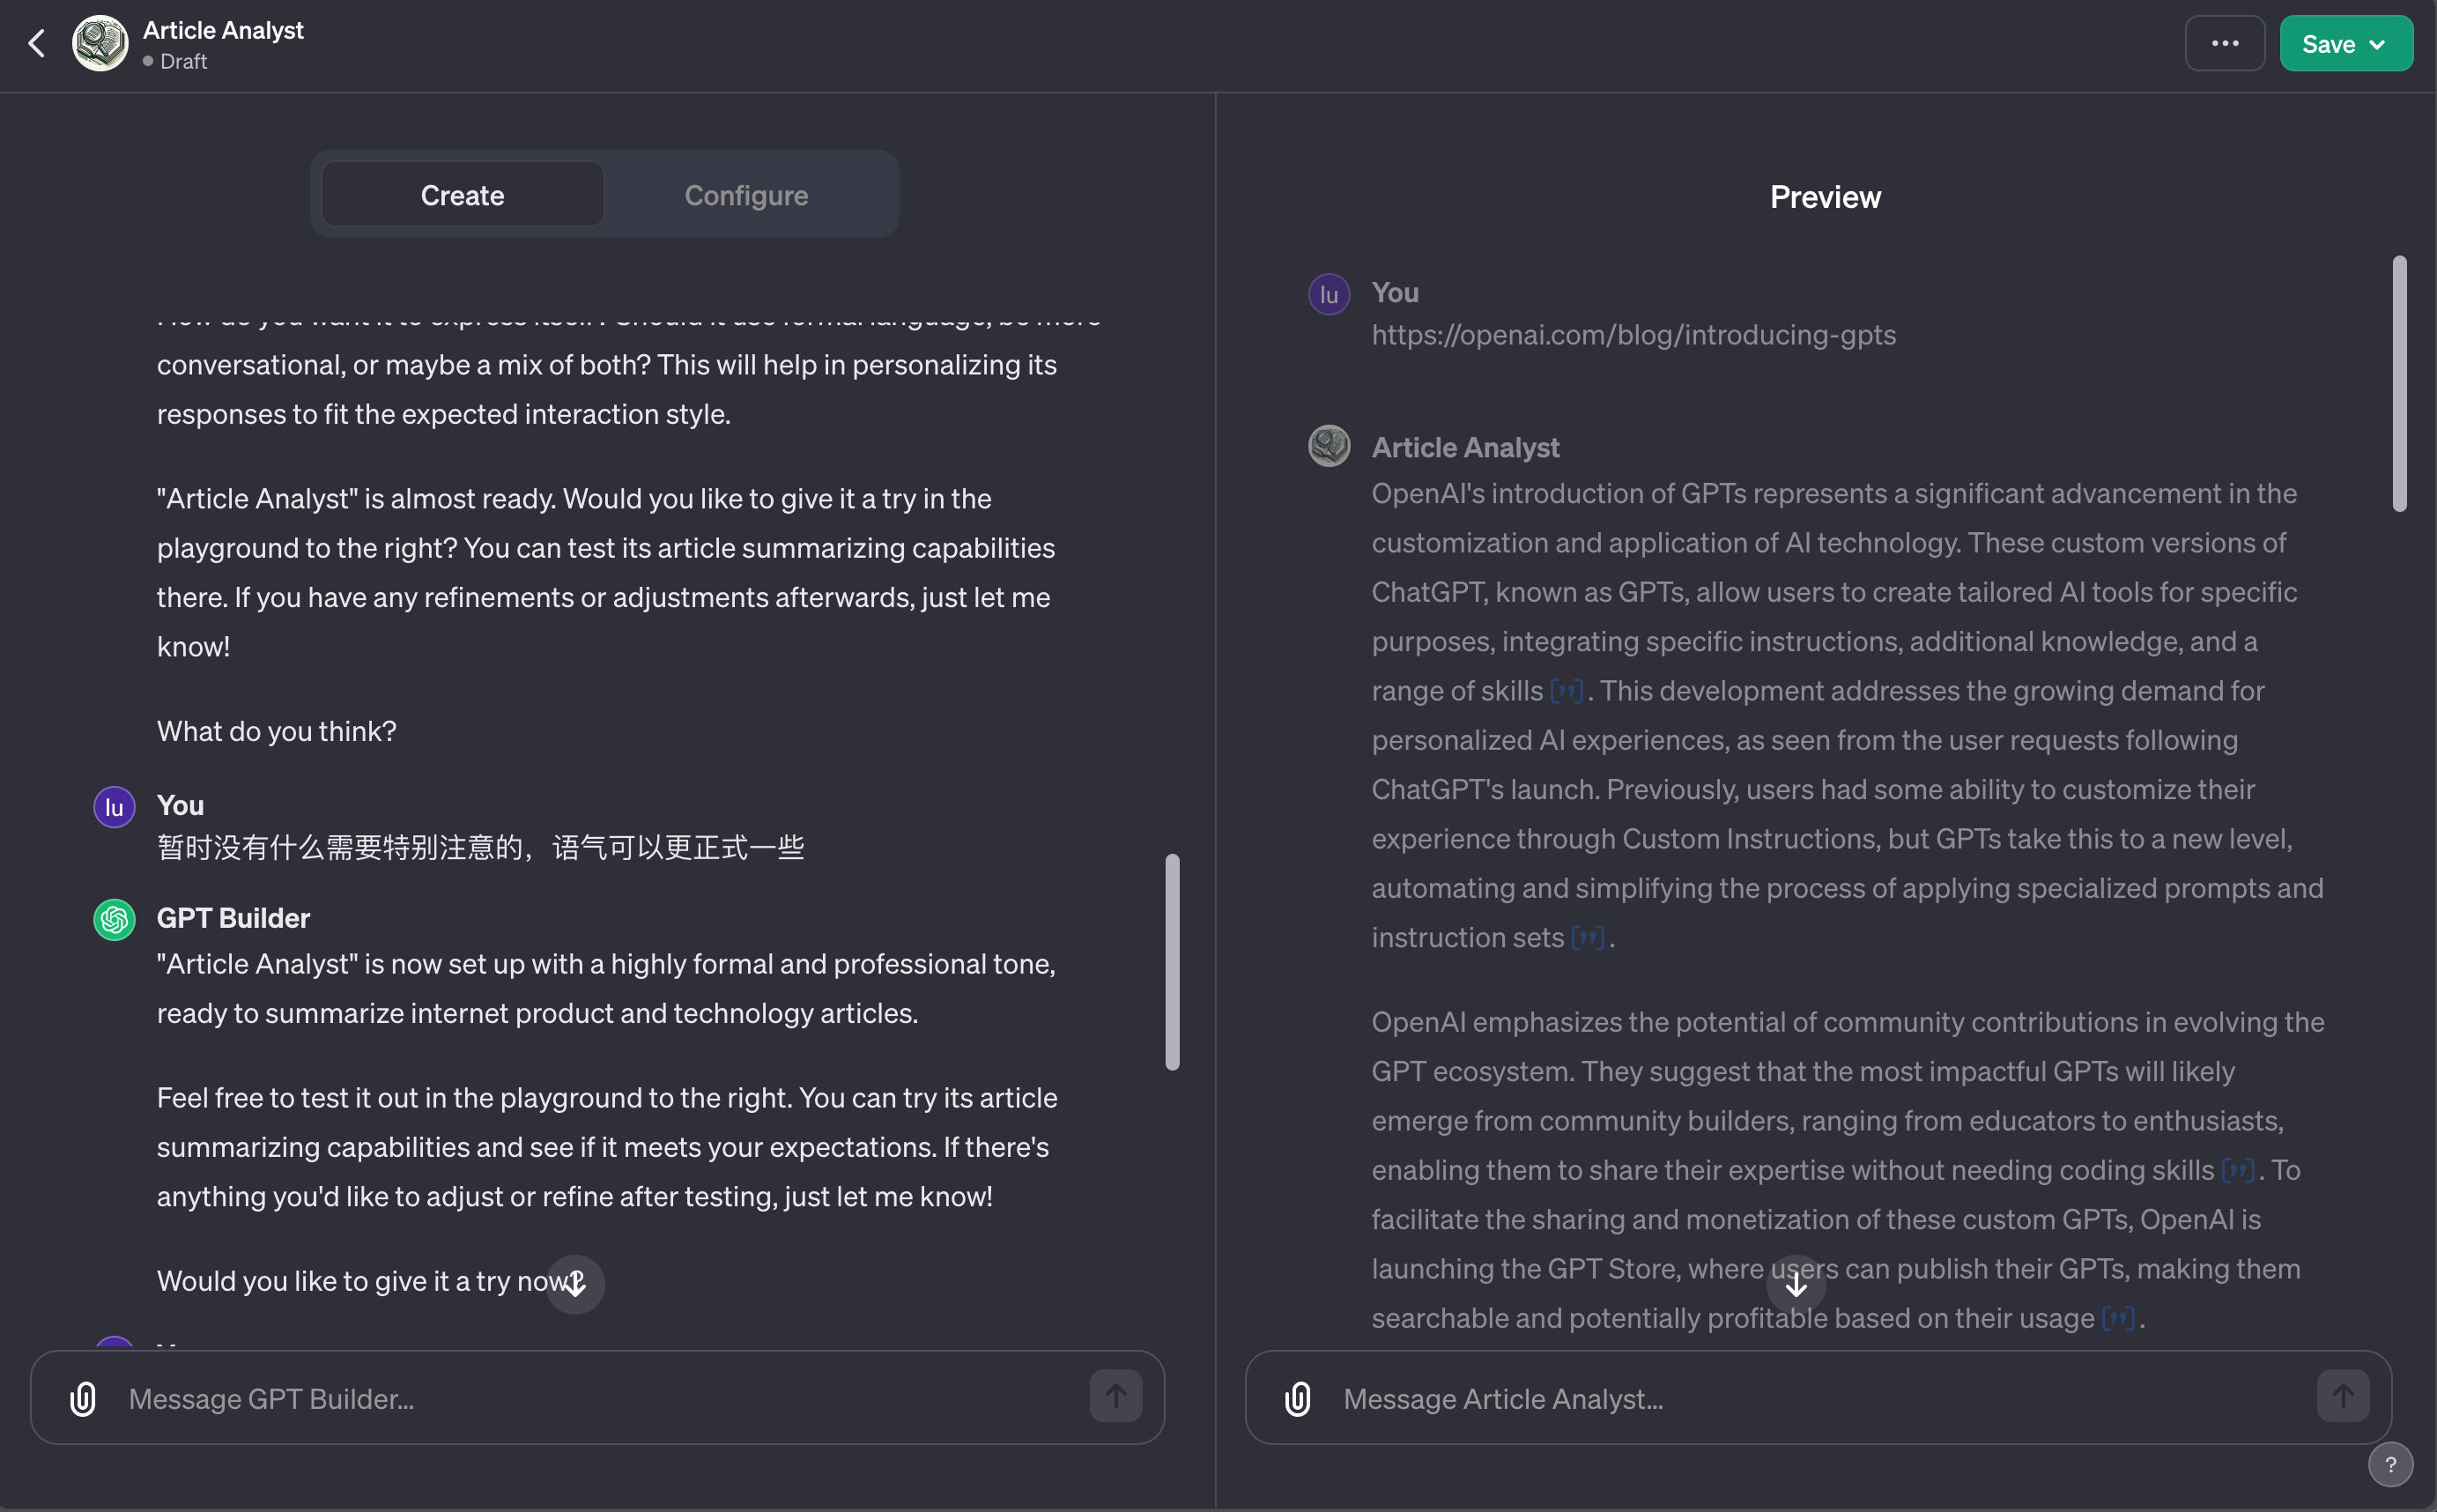 Article Analyst
Draft
...
Save
Create
Configure
How do you want it to express itself? Should it use formal language, be more
conversational, or maybe a mix of both? This will help in personalizing its
responses to fit the expected interaction style.
"Article Analyst" is almost ready. Would you like to give it a try in the
playground to the right? You can test its article summarizing capabilities
there. If you have any refinements or adjustments afterwards, just let me
know!
What do you think?
lu
You
暂时没有什么需要特别注意的，语气可以更正式一些
GPT Builder
"Article Analyst" is now set up with a highly formal and professional tone,
ready to summarize internet product and technology articles.
Feel free to test it out in the playground to the right. You can try its article
summarizing capabilities and see if it meets your expectations. If there's
anything you'd like to adjust or refine after testing, just let me know!
Would you like to give it a try now?
Message GPT Builder…
Preview
lu
You
https://openai.com/blog/introducing-gpts
Article Analyst
OpenAI's introduction of GPTs represents a significant advancement in the
customization and application of AI technology. These custom versions of
ChatGPT, known as GPTs, allow users to create tailored AI tools for specific
purposes, integrating specific instructions, additional knowledge, and a
range of skills ["]. This development addresses the growing demand for
personalized AI experiences, as seen from the user requests following
ChatGPT's launch. Previously, users had some ability to customize their
experience through Custom Instructions, but GPTs take this to a new level,
automating and simplifying the process of applying specialized prompts and
instruction sets ["].
OpenAI emphasizes the potential of community contributions in evolving the
GPT ecosystem. They suggest that the most impactful GPTs will likely
emerge from community builders, ranging from educators to enthusiasts,
enabling them to share their expertise without needing coding skills ["]. To
facilitate the sharing and monetization of these custom GPTs, OpenAI is
launching the GPT Store, where users can publish their GPTs, making them
searchable and potentially profitable based on their usage ["].
Message Article Analyst…
?